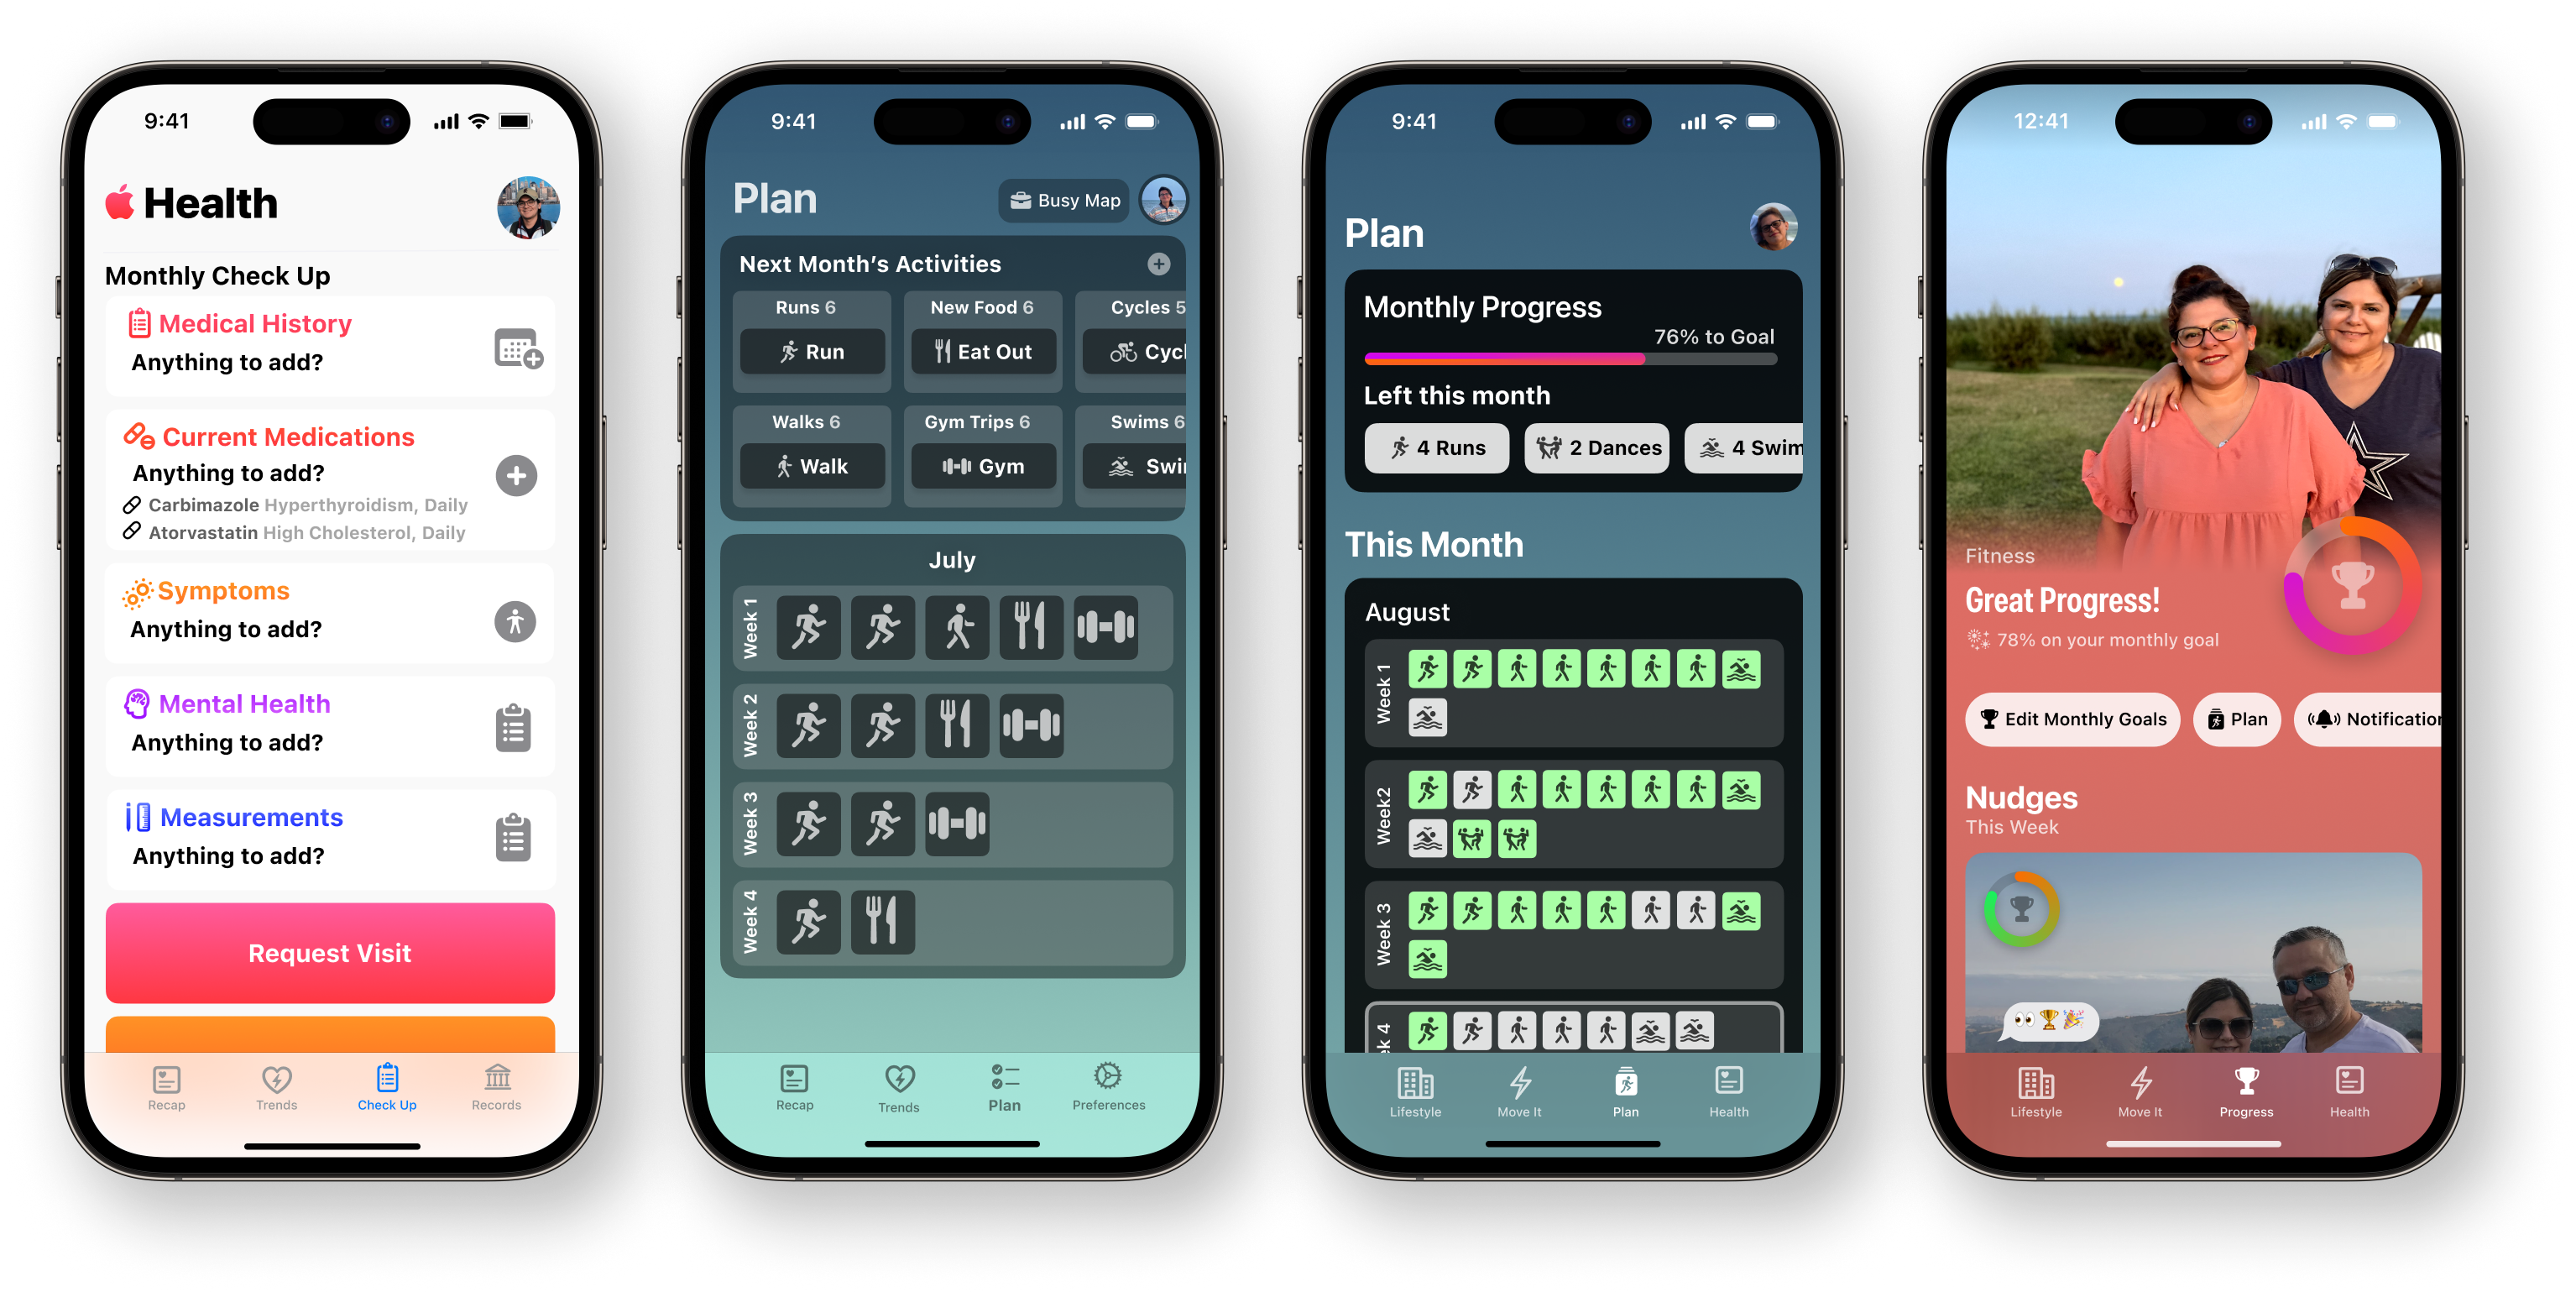 9:41
Health
Monthly Check Up
Medical History
Anything to add?
Current Medications
Anything to add?
Carbimazole Hyperthyroidism, Daily
Atorvastatin High Cholesterol, Daily
Symptoms
Anything to add?
Mental Health
Anything to add?
Measurements
Anything to add?
Request Visit
Recap
Trends
Check Up
Records
9:41
Plan
Busy Map
Next Month's Activities
Runs 6
New Food 6
Cycles 5
Run
Eat Out
Cycl
Walks 6
Gym Trips 6
Swims 6
Walk
Gym
Swi
July
Week 1
Week 2
Week 3
Week 4
Recap
Trends
Plan
Preferences
9:41
Plan
Monthly Progress
76% to Goal
Left this month
4 Runs
2 Dances
4 Swim
This Month
August
Week 1
Week2
Week 3
ek 4
Lifestyle
Move It
Plan
Health
12:41
Fitness
Great Progress!
78% on your monthly goal
Edit Monthly Goals
Plan
Notification
Nudges
This Week
Lifestyle
Move It
Progress
Health